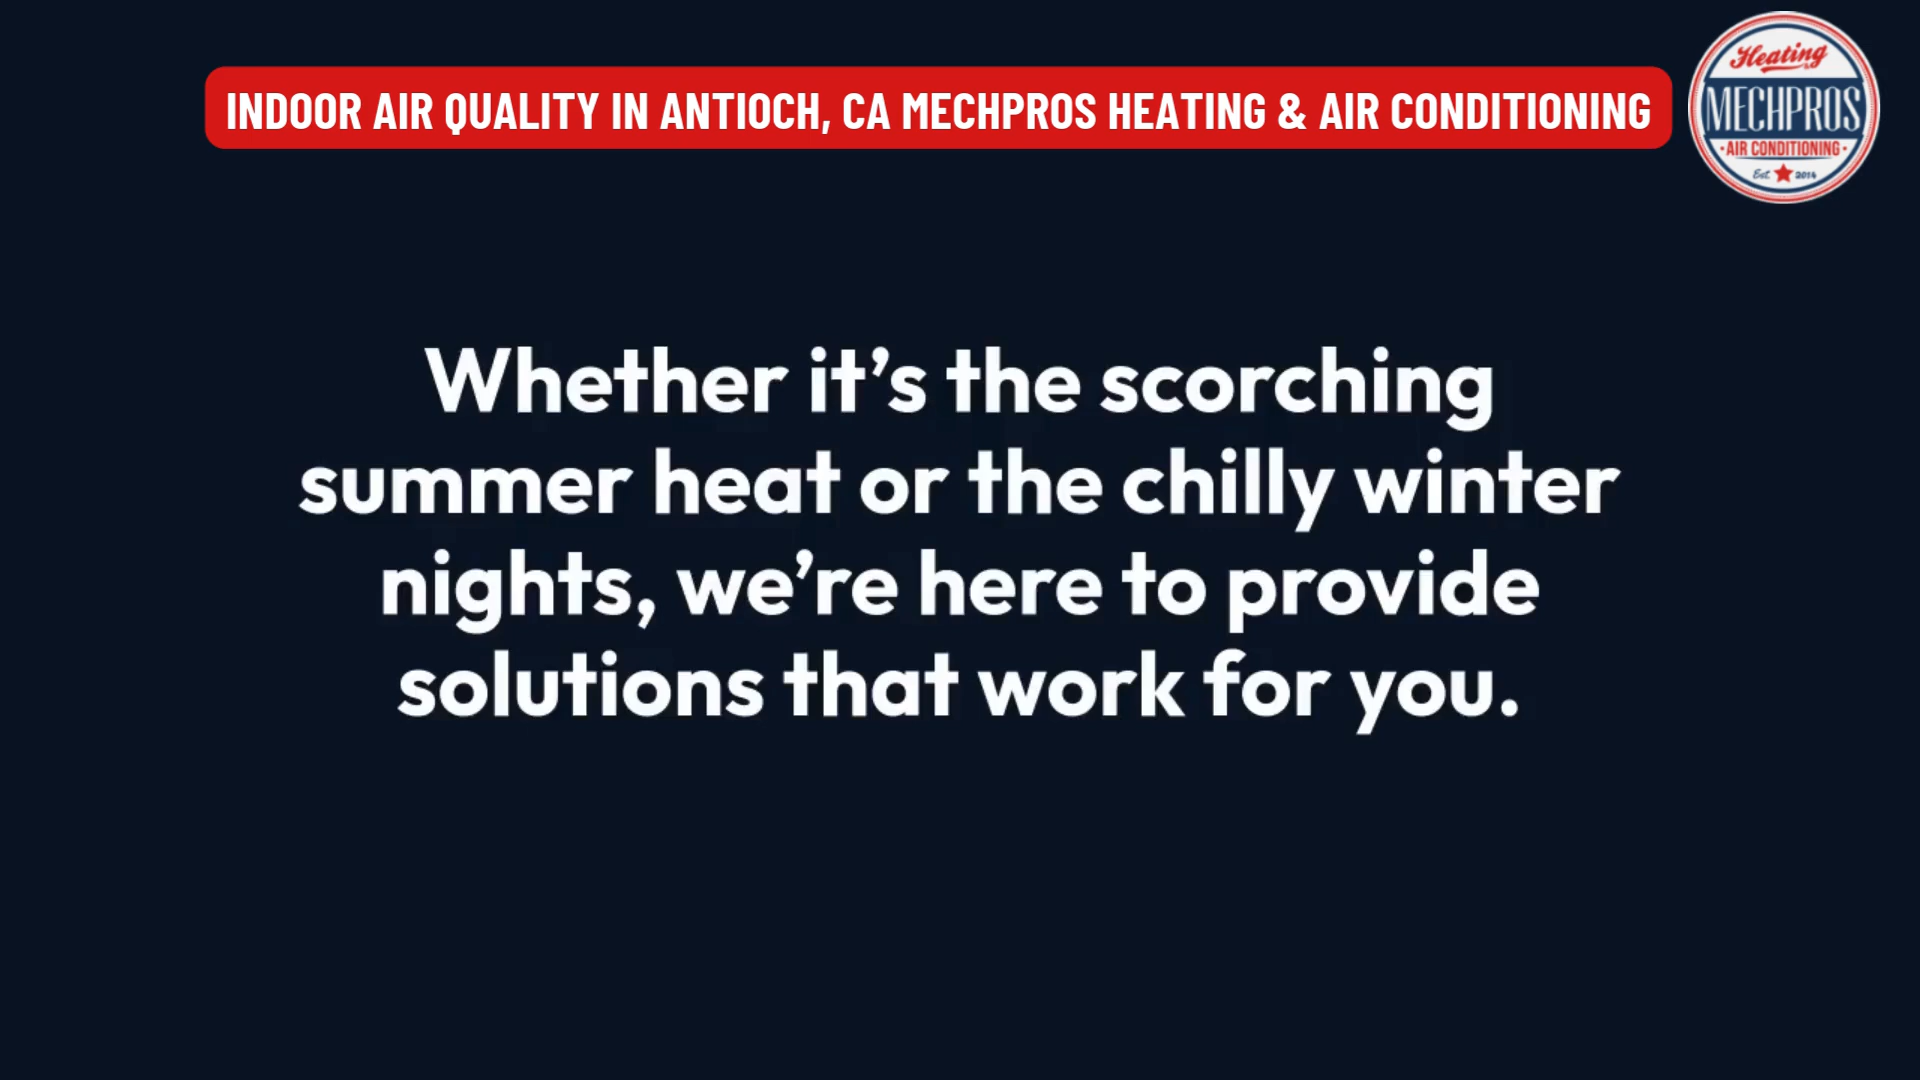 INDOOR AIR QUALITY IN ANTIOCH, CA MECHPROS HEATING & AIR CONDITIONING
Heating
&
MECHPROS
AIR CONDITIONING
Est. 2014
Whether it’s the scorching
summer heat or the chilly winter
nights, we’re here to provide
solutions that work for you.